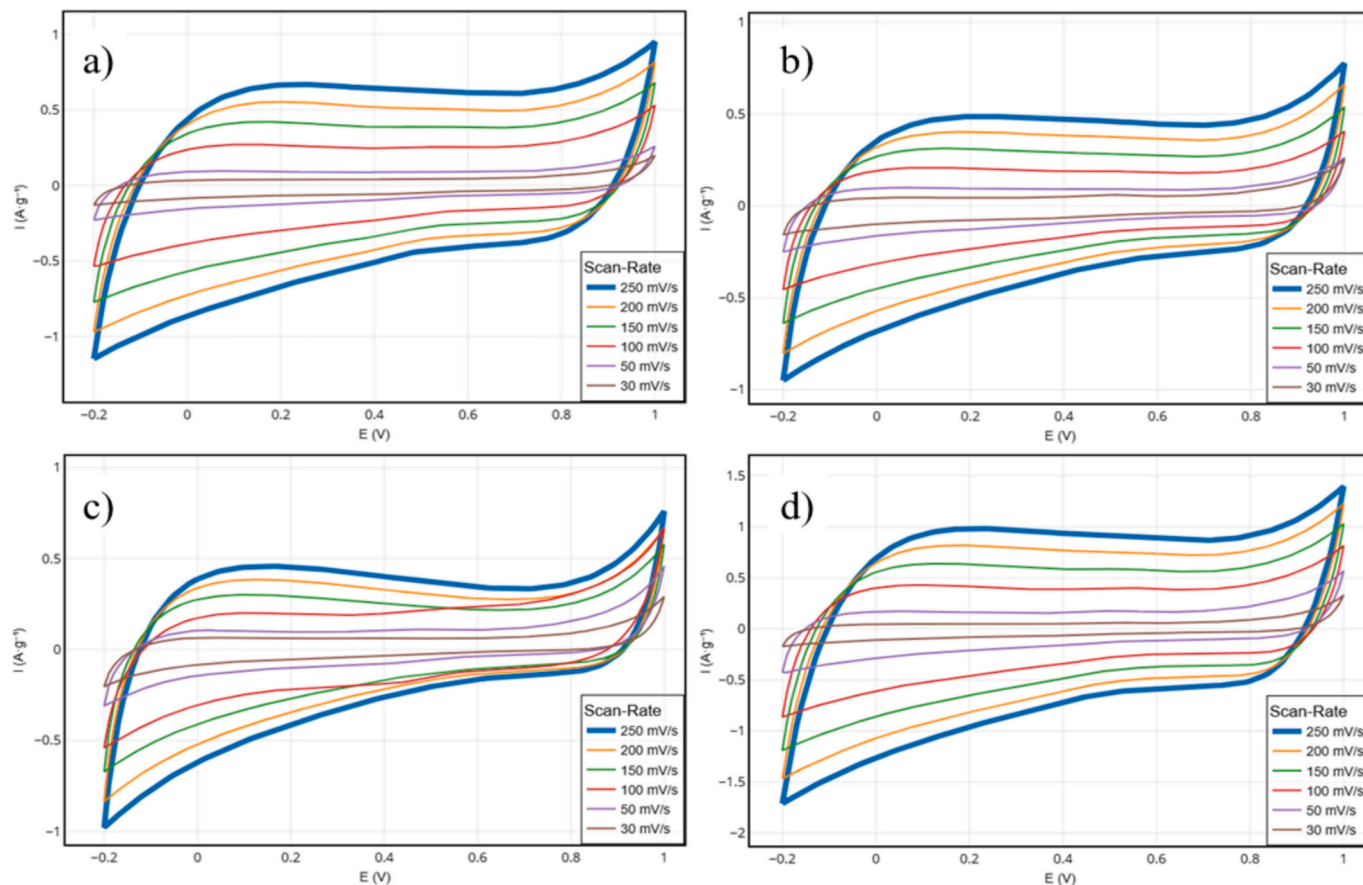 a)
1
0.5
0
−0.5
−1
I (A·g⁻¹)
−0.2
0
0.2
0.4
0.6
0.8
1
E (V)
Scan-Rate
250 mV/s
200 mV/s
150 mV/s
100 mV/s
50 mV/s
30 mV/s
b)
1
0.5
0
−0.5
−1
I (A·g⁻¹)
−0.2
0
0.2
0.4
0.6
0.8
1
E (V)
Scan-Rate
250 mV/s
200 mV/s
150 mV/s
100 mV/s
50 mV/s
30 mV/s
c)
1
0.5
0
−0.5
−1
I (A·g⁻¹)
−0.2
0
0.2
0.4
0.6
0.8
1
E (V)
Scan-Rate
250 mV/s
200 mV/s
150 mV/s
100 mV/s
50 mV/s
30 mV/s
d)
1.5
1
0.5
0
−0.5
−1
−1.5
−2
I (A·g⁻¹)
−0.2
0
0.2
0.4
0.6
0.8
1
E (V)
Scan-Rate
250 mV/s
200 mV/s
150 mV/s
100 mV/s
50 mV/s
30 mV/s